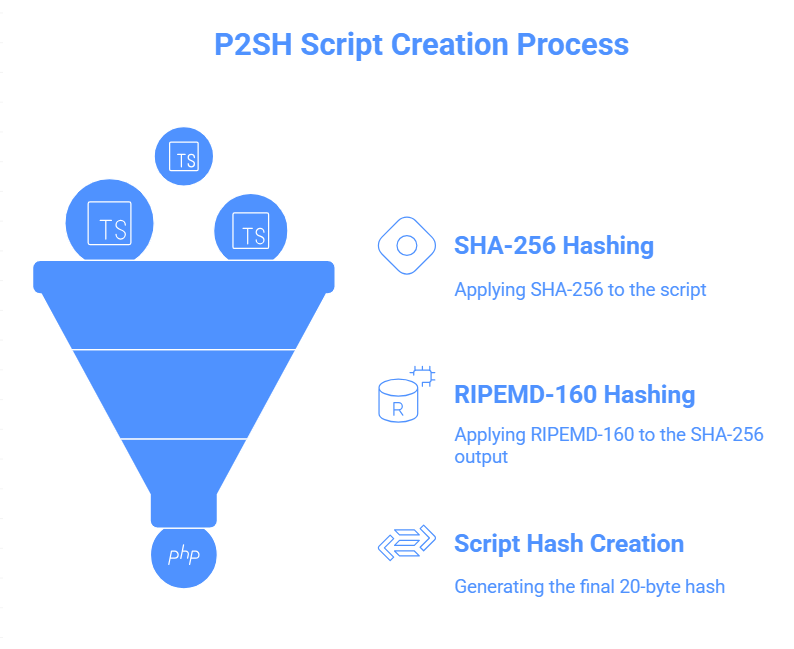 P2SH Script Creation Process
TS
TS
TS
SHA-256 Hashing
Applying SHA-256 to the script
R
RIPEMD-160 Hashing
Applying RIPEMD-160 to the SHA-256
output
php
Script Hash Creation
Generating the final 20-byte hash